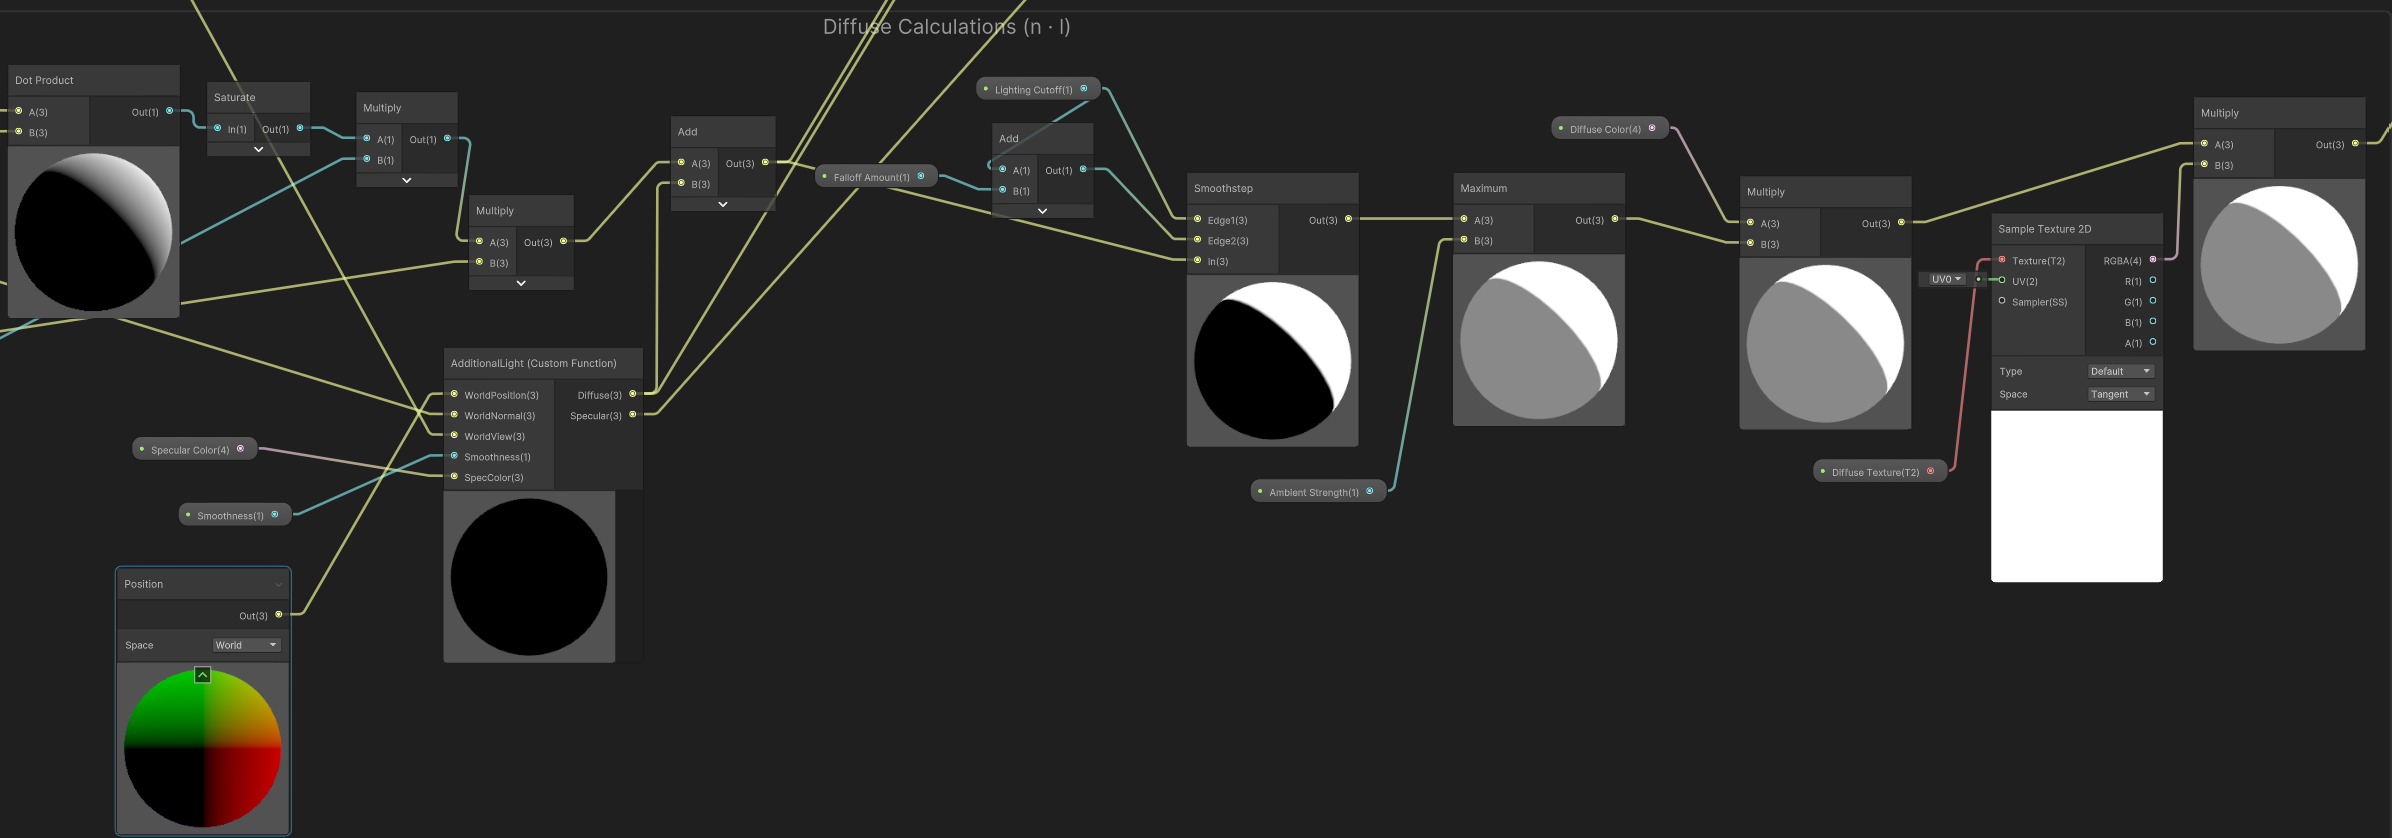 Diffuse Calculations (n · l)
Dot Product
A(3)
B(3)
Out(1)
Saturate
In(1)
Out(1)
Multiply
A(1)
B(1)
Out(1)
Multiply
A(3)
B(3)
Out(3)
Add
A(3)
B(3)
Out(3)
Falloff Amount(1)
Lighting Cutoff(1)
Add
A(1)
B(1)
Out(1)
Smoothstep
Edge1(3)
Edge2(3)
In(3)
Out(3)
Maximum
A(3)
B(3)
Out(3)
Ambient Strength(1)
Diffuse Color(4)
Multiply
A(3)
B(3)
Out(3)
UV0
Sample Texture 2D
Texture(T2)
UV(2)
Sampler(SS)
RGBA(4)
R(1)
G(1)
B(1)
A(1)
Type
Default
Space
Tangent
Diffuse Texture(T2)
Multiply
A(3)
B(3)
Out(3)
AdditionalLight (Custom Function)
WorldPosition(3)
WorldNormal(3)
WorldView(3)
Smoothness(1)
SpecColor(3)
Diffuse(3)
Specular(3)
Specular Color(4)
Smoothness(1)
Position
Out(3)
Space
World